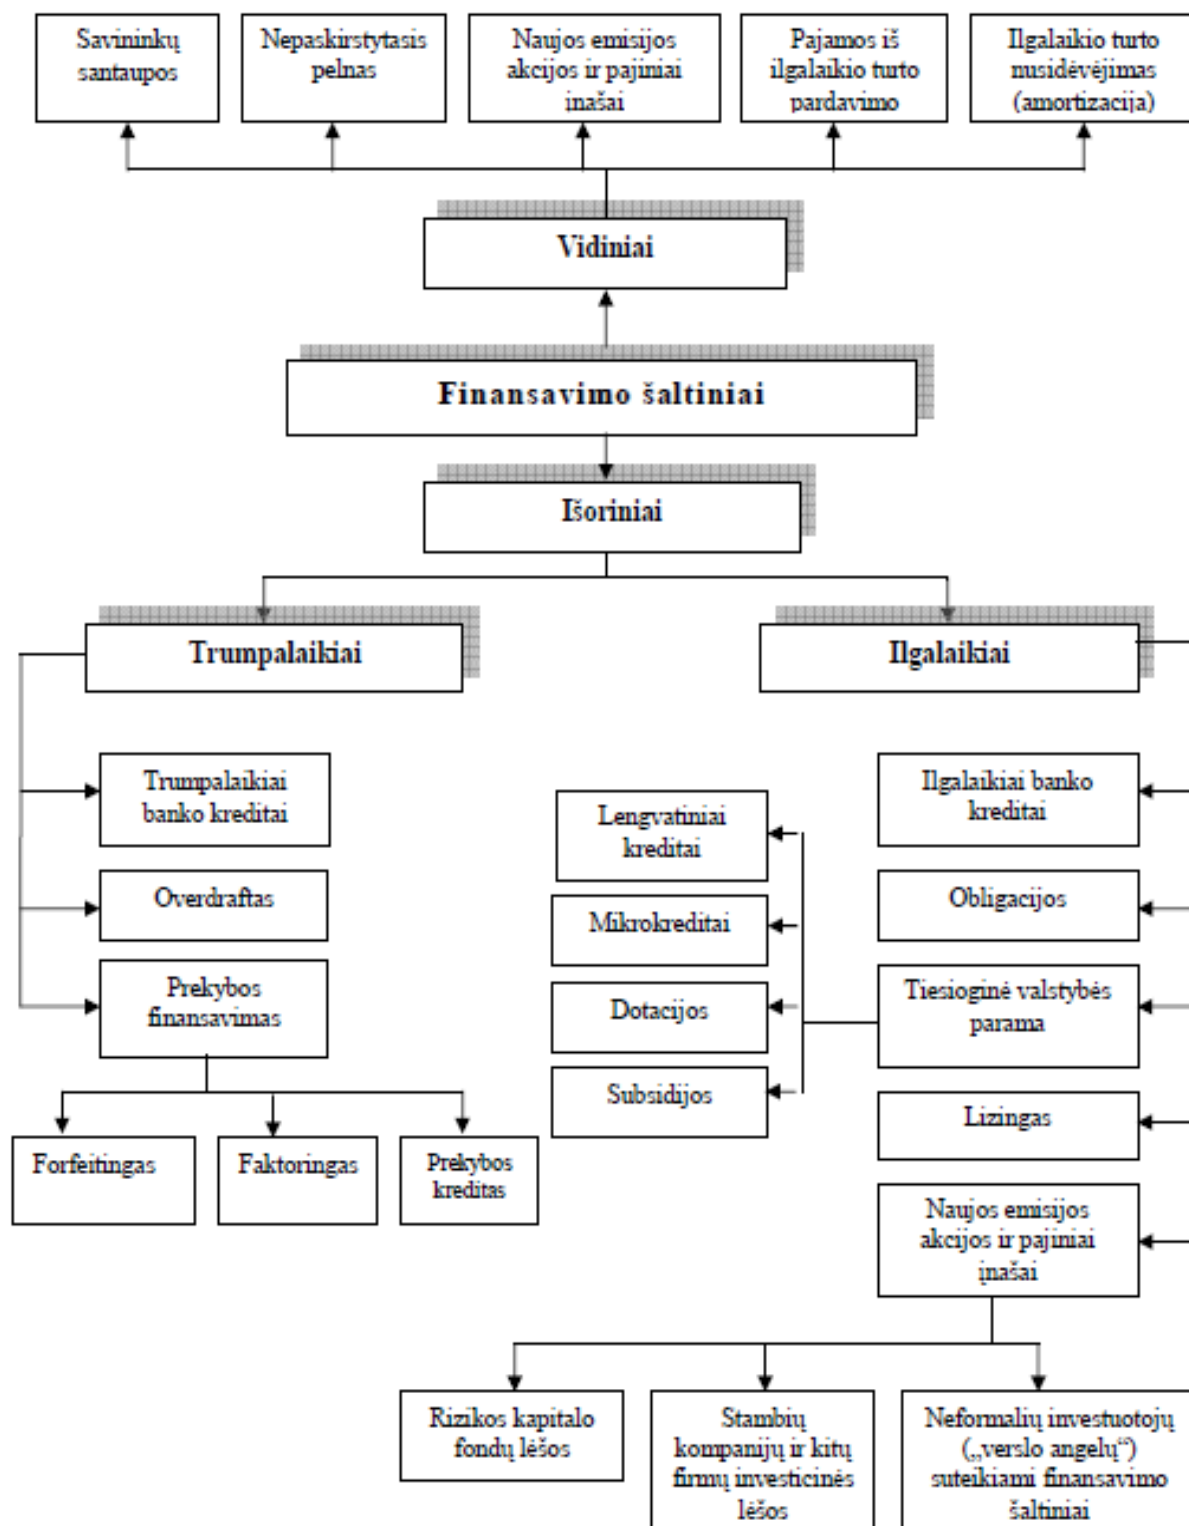 Savininkų
santaupos
Nepaskirstytasis
pelnas
Naujos emisijos
akcijos ir pajiniai
įnašai
Pajamos iš
ilgalaikio turto
pardavimo
Ilgalaikio turto
nusidėvėjimas
(amortizacija)
Vidiniai
Finansavimo šaltiniai
Išoriniai
Trumpalaikiai
Ilgalaikiai
Trumpalaikiai
banko kreditai
Overdraftas
Prekybos
finansavimas
Forfeitingas
Faktoringas
Prekybos
kreditas
Lengvatiniai
kreditai
Mikrokreditai
Dotacijos
Subsidijos
Ilgalaikiai banko
kreditai
Obligacijos
Tiesioginė valstybės
parama
Lizingas
Naujos emisijos
akcijos ir pajiniai
įnašai
Rizikos kapitalo
fondų lėšos
Stambių
kompanijų ir kitų
firmų investicinės
lėšos
Neformalių investuotojų
(„verslo angelų“)
suteikiami finansavimo
šaltiniai